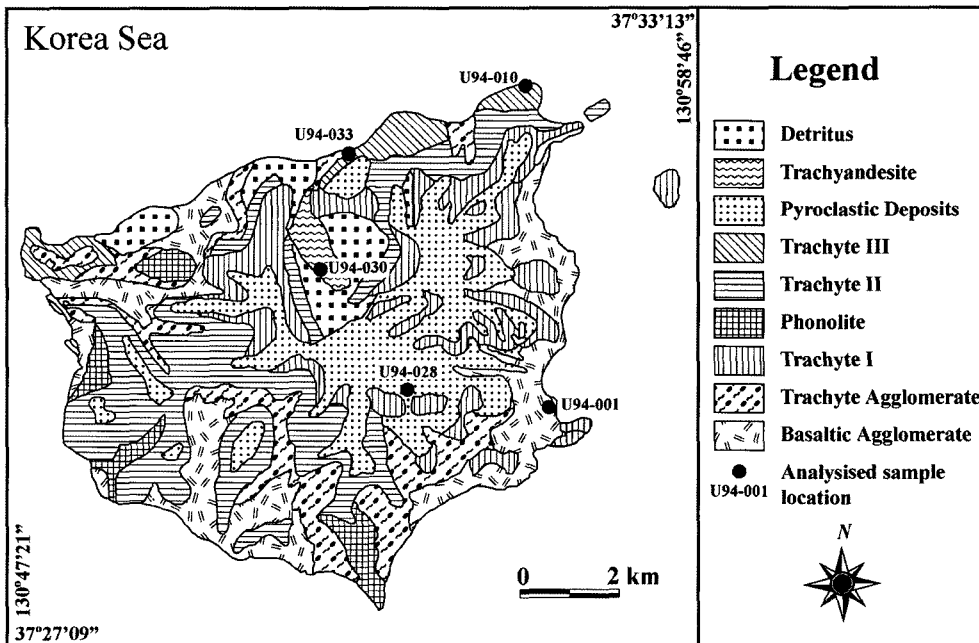 Korea Sea
37°33'13"
130°58'46"
U94-010
U94-033
U94-030
U94-028
U94-001
130°47'21"
37°27'09"
0 2 km
Legend
Detritus
Trachyandesite
Pyroclastic Deposits
Trachyte III
Trachyte II
Phonolite
Trachyte I
Trachyte Agglomerate
Basaltic Agglomerate
Analysised sample
U94-001 location
N